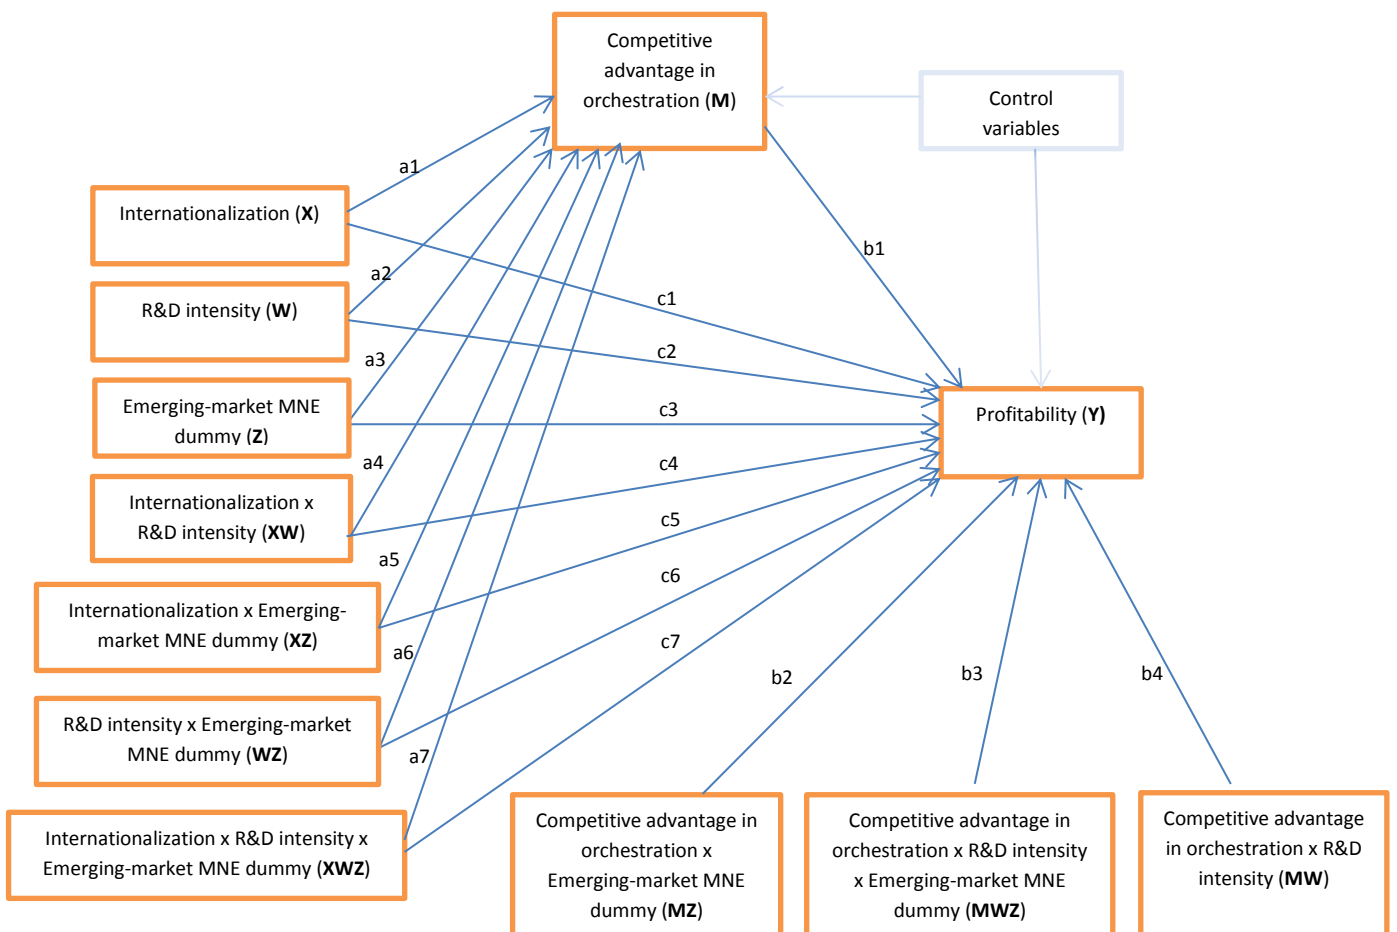 Competitive
advantage in
orchestration (M)
Control
variables
a1
Internationalization (X)
b1
a2
R&D intensity (W)
c1
c2
a3
Emerging-market MNE
dummy (Z)
c3
Profitability (Y)
a4
c4
Internationalization x
R&D intensity (XW)
c5
a5
c6
Internationalization x Emerging-
market MNE dummy (XZ)
c7
a6
b2
b3
b4
R&D intensity x Emerging-market
MNE dummy (WZ)
a7
Internationalization x R&D intensity x
Emerging-market MNE dummy (XWZ)
Competitive advantage in
orchestration x
Emerging-market MNE
dummy (MZ)
Competitive advantage in
orchestration x R&D intensity
x Emerging-market MNE
dummy (MWZ)
Competitive advantage
in orchestration x R&D
intensity (MW)